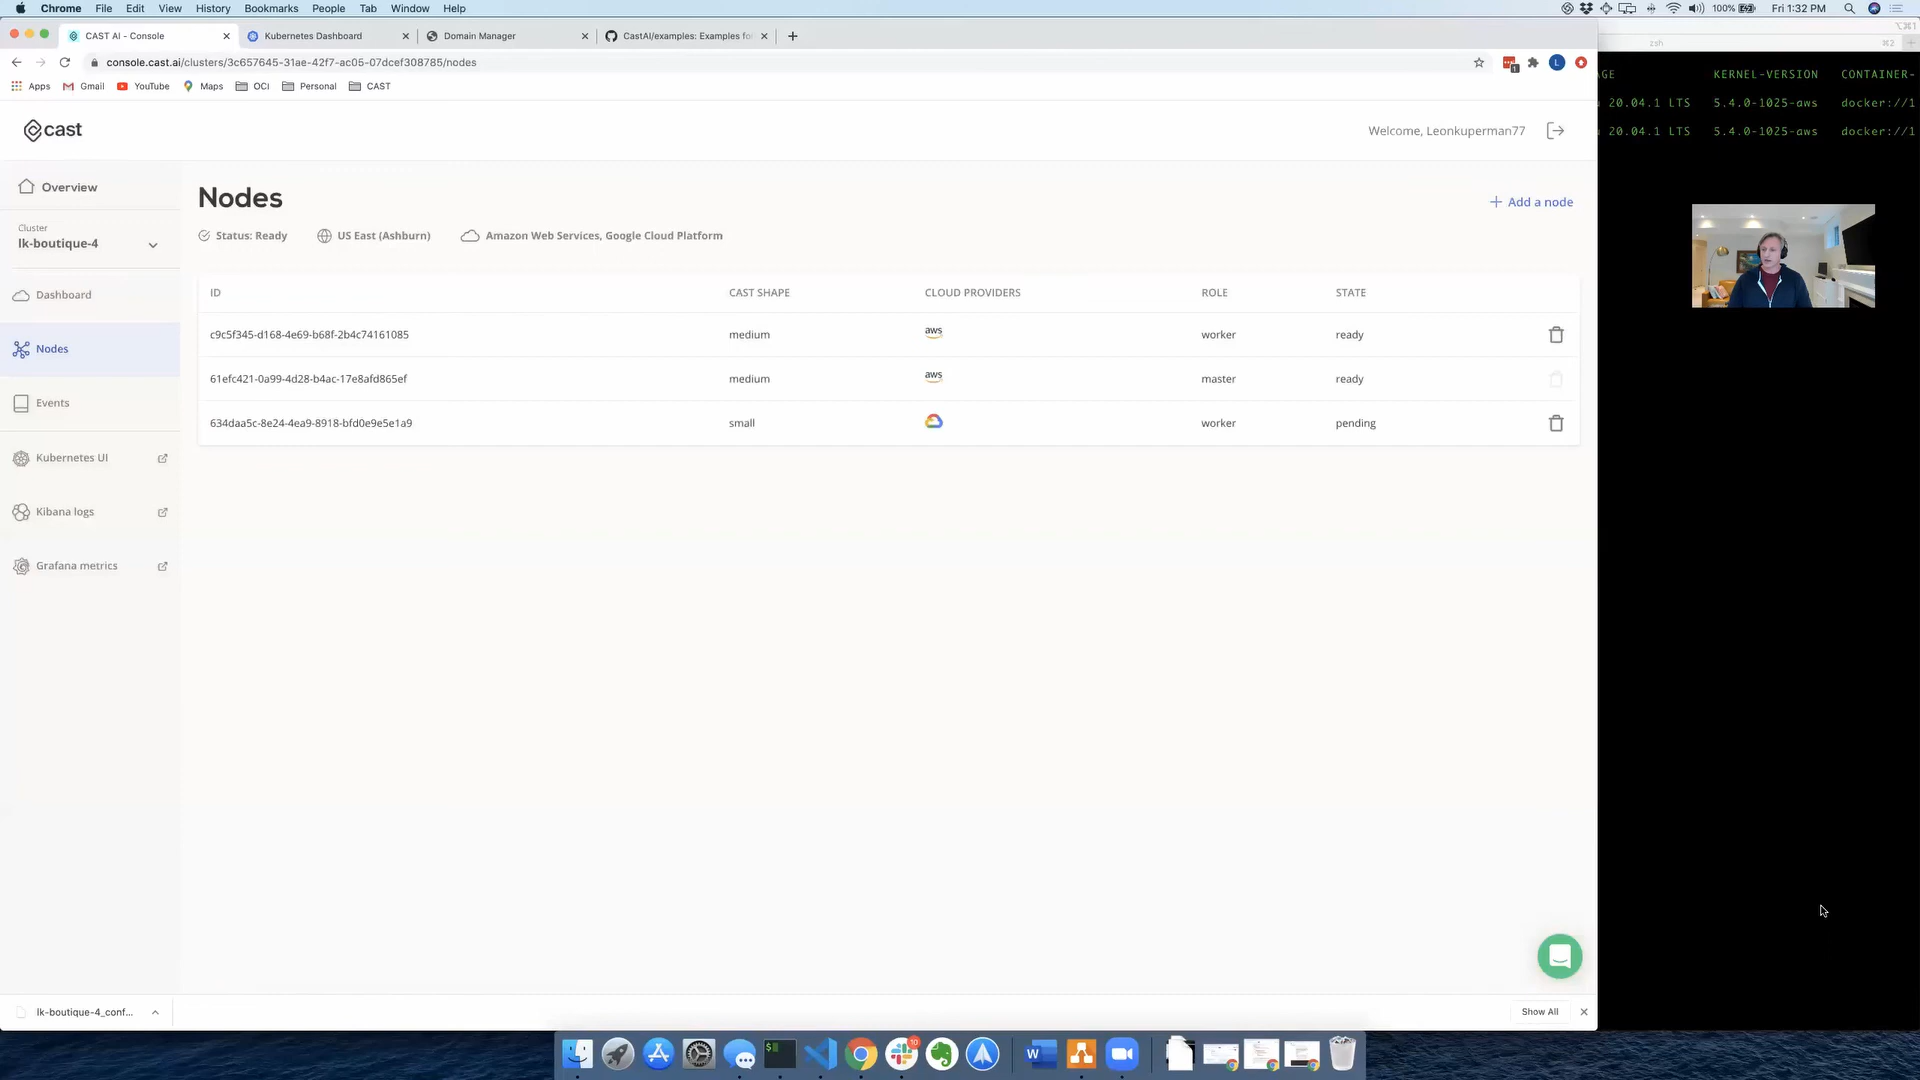 Chrome File Edit View History Bookmarks People Tab Window Help
100% Fri 1:32 PM
CAST AI - Console
Kubernetes Dashboard
Domain Manager
CastAI/examples: Examples fo
console.cast.ai/clusters/3c657645-31ae-42f7-ac05-07dcef308785/nodes
L
1
Apps Gmail YouTube Maps OCI Personal CAST
cast
Welcome, Leonkuperman77
Overview
Cluster
lk-boutique-4
Dashboard
Nodes
Events
Kubernetes UI
Kibana logs
Grafana metrics
Nodes
Add a node
Status: Ready US East (Ashburn) Amazon Web Services, Google Cloud Platform
ID CAST SHAPE CLOUD PROVIDERS ROLE STATE
c9c5f345-d168-4e69-b68f-2b4c74161085 medium aws worker ready
61efc421-0a99-4d28-b4ac-17e8afd865ef medium aws master ready
634daa5c-8e24-4ea9-8918-bfd0e9e5e1a9 small worker pending
lk-boutique-4_conf...
Show All
⌥⌘1
zsh ⌘2
GE KERNEL-VERSION CONTAINER-
20.04.1 LTS 5.4.0-1025-aws docker://1
20.04.1 LTS 5.4.0-1025-aws docker://1
10
W